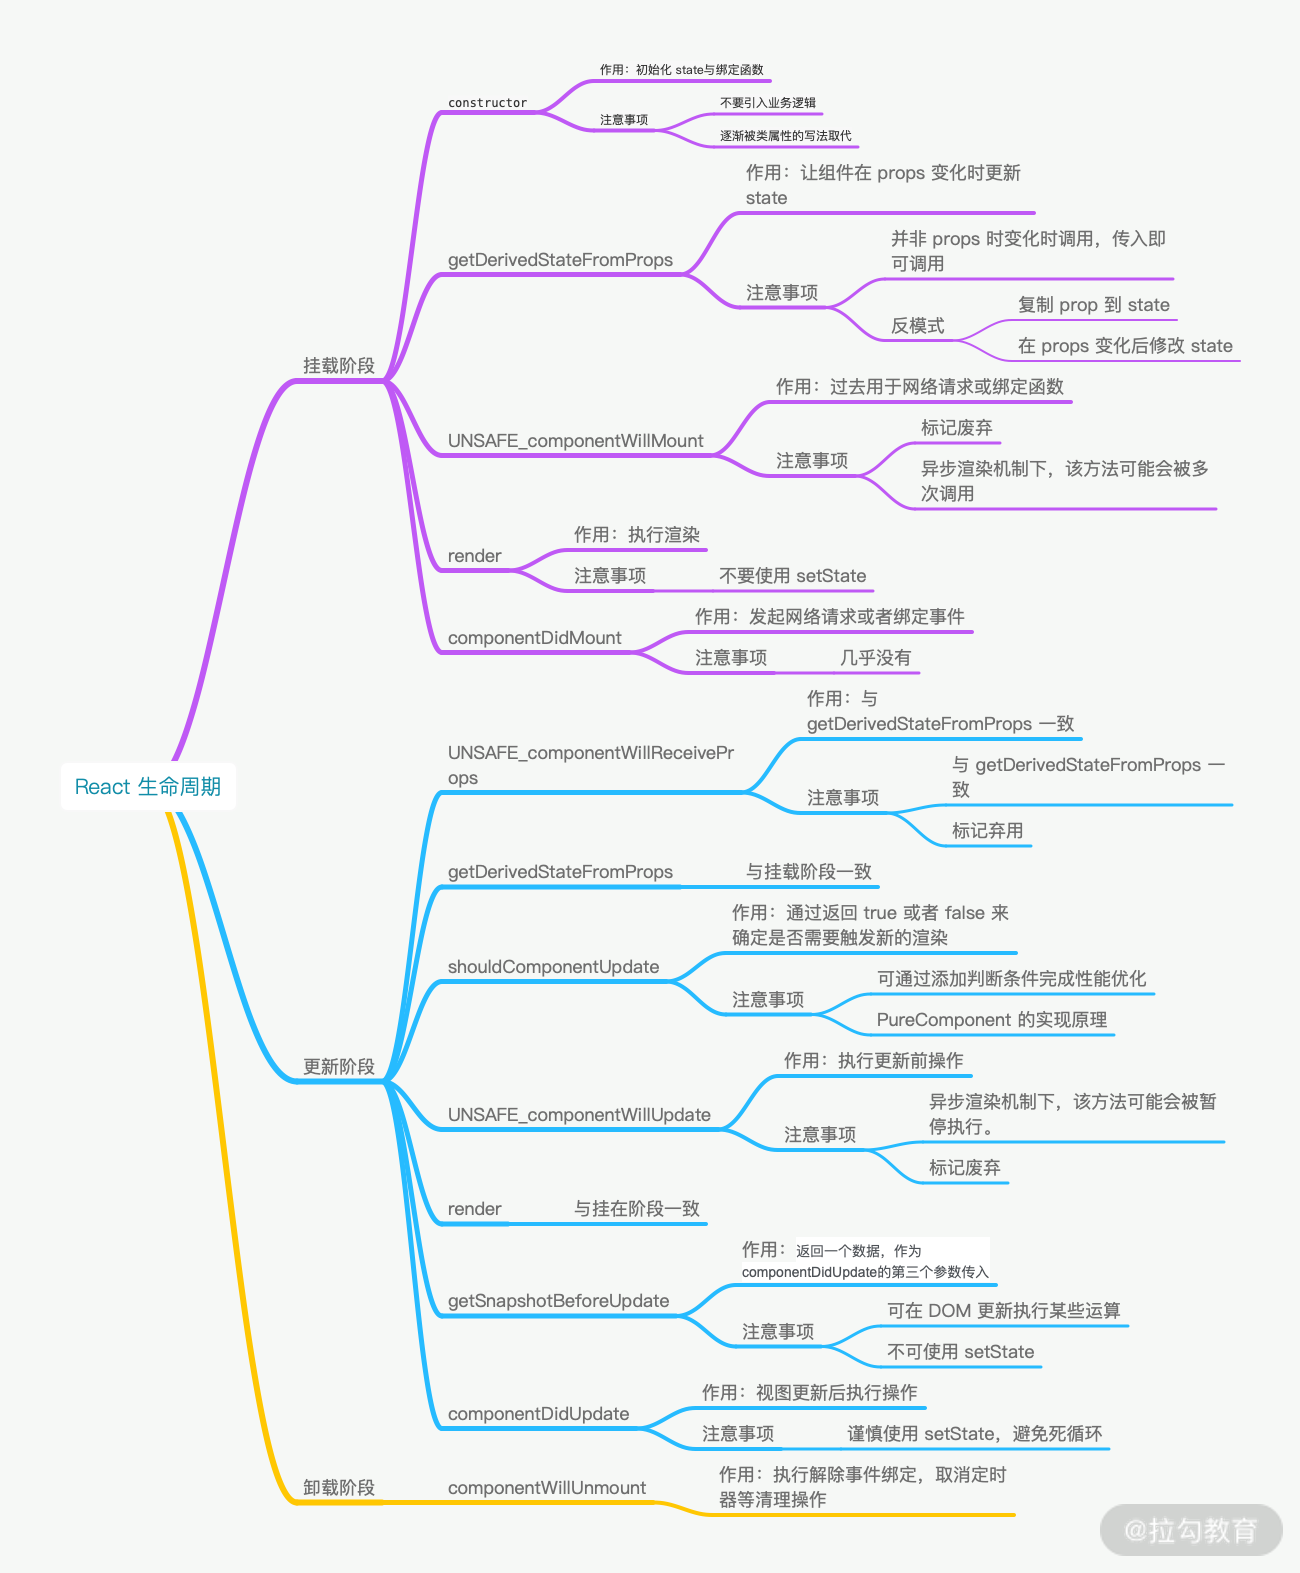 React 生命周期
挂载阶段
constructor
作用：初始化 state与绑定函数
注意事项
不要引入业务逻辑
逐渐被类属性的写法取代
getDerivedStateFromProps
作用：让组件在 props 变化时更新
state
注意事项
并非 props 时变化时调用，传入即
可调用
反模式
复制 prop 到 state
在 props 变化后修改 state
UNSAFE_componentWillMount
作用：过去用于网络请求或绑定函数
注意事项
标记废弃
异步渲染机制下，该方法可能会被多
次调用
render
作用：执行渲染
注意事项
不要使用 setState
componentDidMount
作用：发起网络请求或者绑定事件
注意事项
几乎没有
更新阶段
UNSAFE_componentWillReceivePr
ops
作用：与
getDerivedStateFromProps 一致
注意事项
与 getDerivedStateFromProps 一
致
标记弃用
getDerivedStateFromProps
与挂载阶段一致
shouldComponentUpdate
作用：通过返回 true 或者 false 来
确定是否需要触发新的渲染
注意事项
可通过添加判断条件完成性能优化
PureComponent 的实现原理
UNSAFE_componentWillUpdate
作用：执行更新前操作
注意事项
异步渲染机制下，该方法可能会被暂
停执行。
标记废弃
render
与挂在阶段一致
getSnapshotBeforeUpdate
作用：返回一个数据，作为
componentDidUpdate的第三个参数传入
注意事项
可在 DOM 更新执行某些运算
不可使用 setState
componentDidUpdate
作用：视图更新后执行操作
注意事项
谨慎使用 setState，避免死循环
卸载阶段
componentWillUnmount
作用：执行解除事件绑定，取消定时
器等清理操作
@拉勾教育